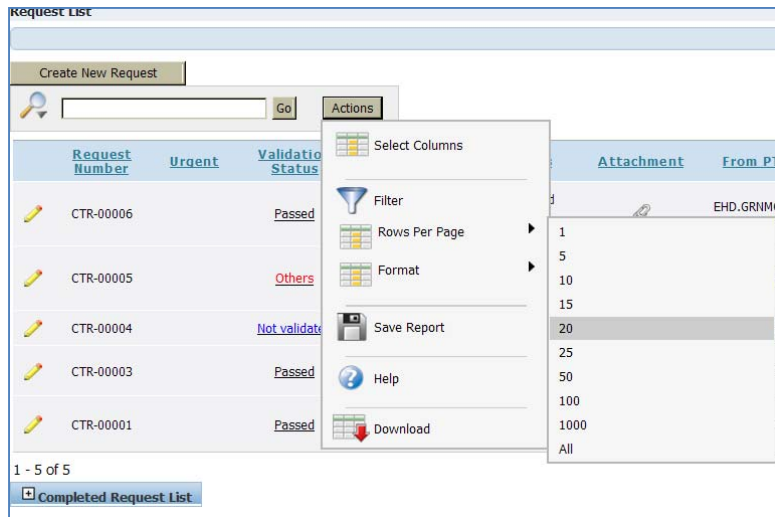 Request List
Create New Request
Go
Actions
Request Number
Urgent
Validatio
Status
Attachment
From PT
CTR-00006
Passed
EHD.GRNM
CTR-00005
Others
CTR-00004
Not validate
CTR-00003
Passed
CTR-00001
Passed
Select Columns
Filter
Rows Per Page
Format
Save Report
Help
Download
1
5
10
15
20
25
50
100
1000
All
1 - 5 of 5
Completed Request List